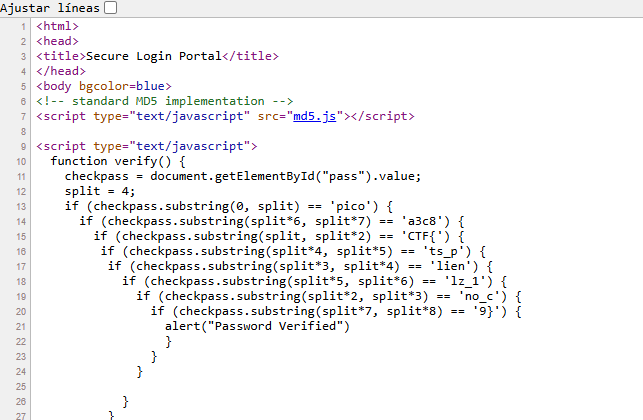 Ajustar líneas
1 <html>
2 <head>
3 <title>Secure Login Portal</title>
4 </head>
5 <body bgcolor=blue>
6 <!-- standard MD5 implementation -->
7 <script type="text/javascript" src="md5.js"></script>
8
9 <script type="text/javascript">
10   function verify() {
11     checkpass = document.getElementById("pass").value;
12     split = 4;
13     if (checkpass.substring(0, split) == 'pico') {
14       if (checkpass.substring(split*6, split*7) == 'a3c8') {
15         if (checkpass.substring(split, split*2) == 'CTF{') {
16          if (checkpass.substring(split*4, split*5) == 'ts_p') {
17           if (checkpass.substring(split*3, split*4) == 'lien') {
18             if (checkpass.substring(split*5, split*6) == 'lz_1') {
19               if (checkpass.substring(split*2, split*3) == 'no_c') {
20                 if (checkpass.substring(split*7, split*8) == '9}') {
21                   alert("Password Verified")
22                   }
23                 }
24               }
25
26             }
27           }